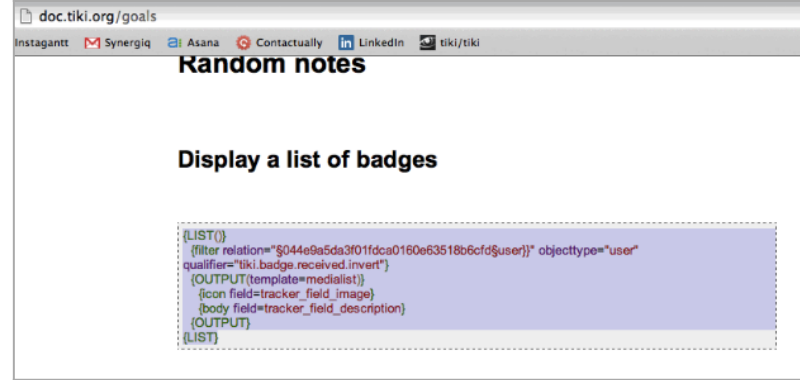 doc.tiki.org/goals
Instagantt Synergiq Asana Contactually LinkedIn tiki/tiki
Random notes
Display a list of badges
{LIST()}
{filter relation="§044e9a5da3f01fdca0160e63518b6cfd§user}}" objecttype="user"
qualifier="tiki.badge.received.invert"}
{OUTPUT(template=medialist)}
{icon field=tracker_field_image}
{body field=tracker_field_description}
{OUTPUT}
{LIST}